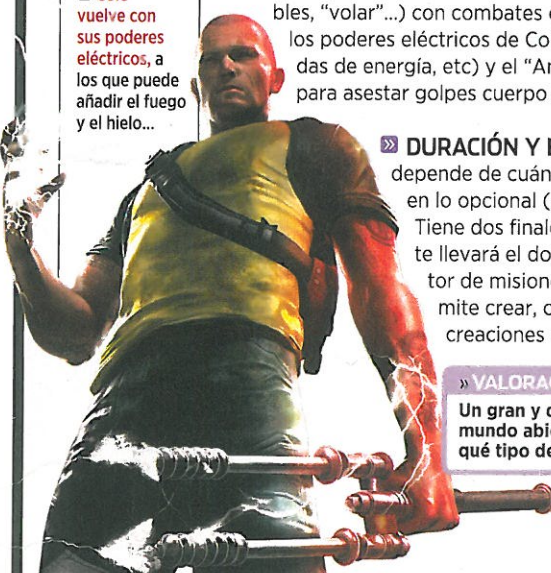 vuelve con
sus poderes
eléctricos, a
los que puede
añadir el fuego
y el hielo...
bles, "volar"...) con combates
los poderes eléctricos de Co
das de energía, etc) y el "A
para asestar golpes cuerpo
» DURACIÓN Y
depende de cuán
en lo opcional (
Tiene dos final
te llevará el do
tor de mision
mite crear, c
creaciones
» VALORA
Un gran y
mundo abi
qué tipo de